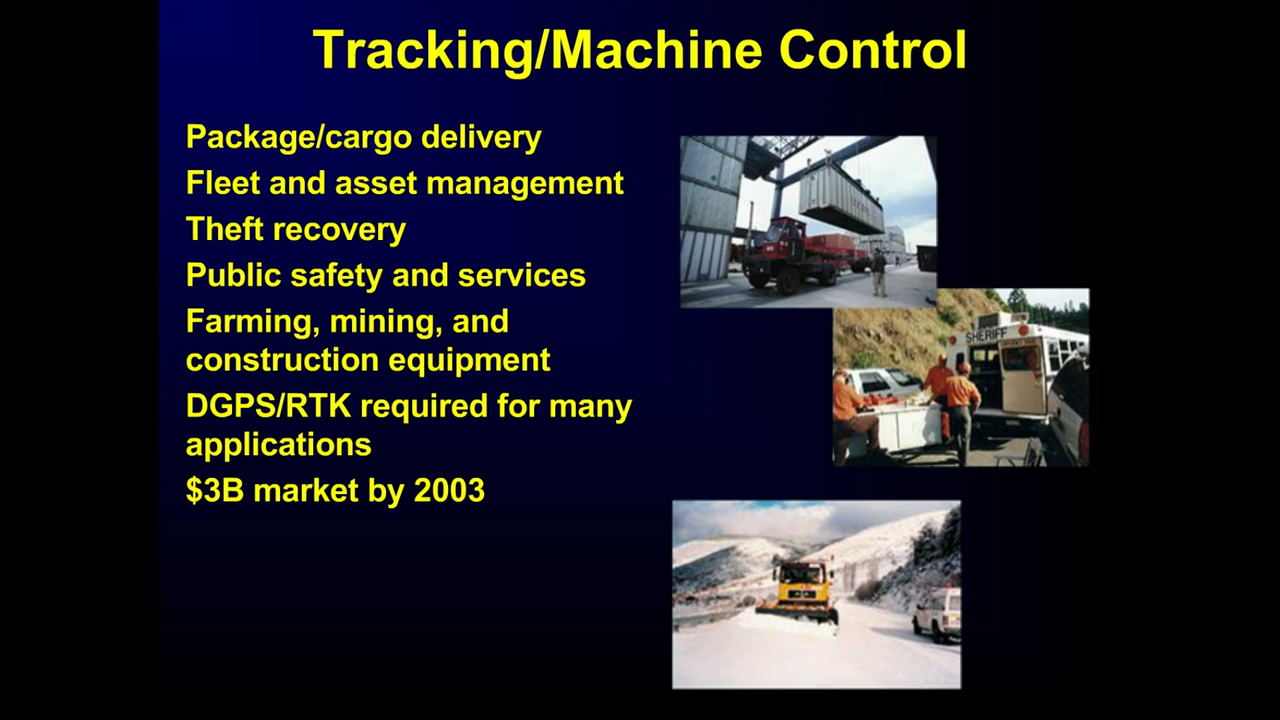 Tracking/Machine Control
Package/cargo delivery
Fleet and asset management
Theft recovery
Public safety and services
Farming, mining, and
construction equipment
DGPS/RTK required for many
applications
$3B market by 2003
SHERIFF